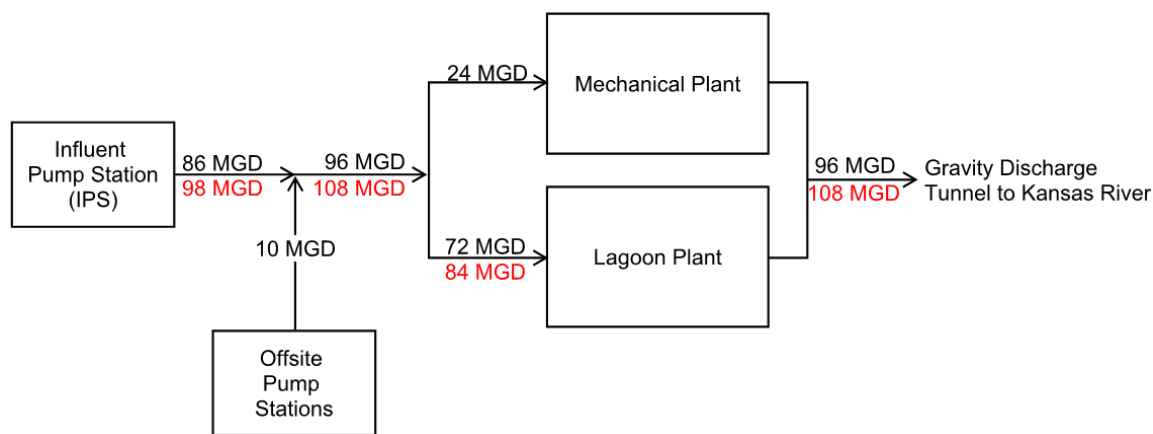 Influent
Pump Station
(IPS)
86 MGD
98 MGD
10 MGD
Offsite
Pump
Stations
96 MGD
108 MGD
24 MGD
Mechanical Plant
72 MGD
84 MGD
Lagoon Plant
96 MGD
108 MGD
Gravity Discharge
Tunnel to Kansas River